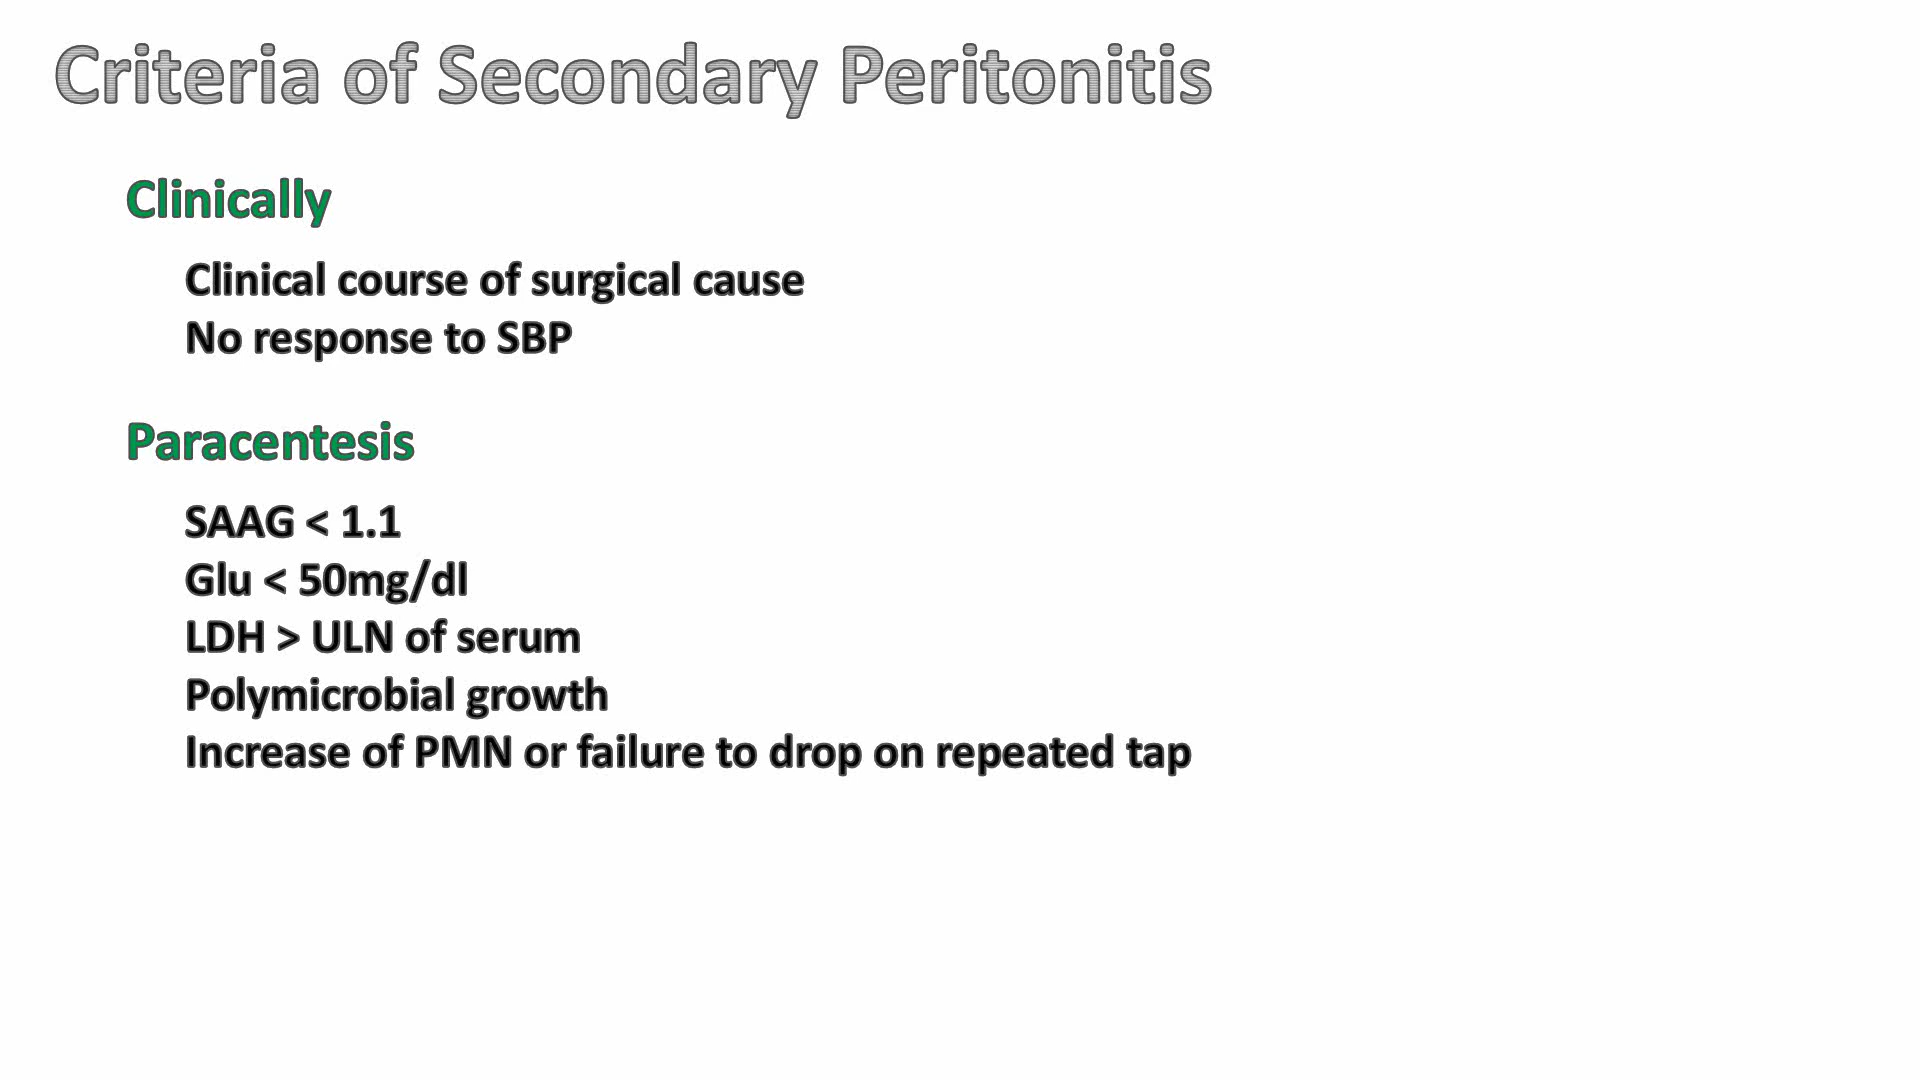 Criteria of Secondary Peritonitis
Clinically
Clinical course of surgical cause
No response to SBP
Paracentesis
SAAG < 1.1
Glu < 50mg/dl
LDH > ULN of serum
Polymicrobial growth
Increase of PMN or failure to drop on repeated tap